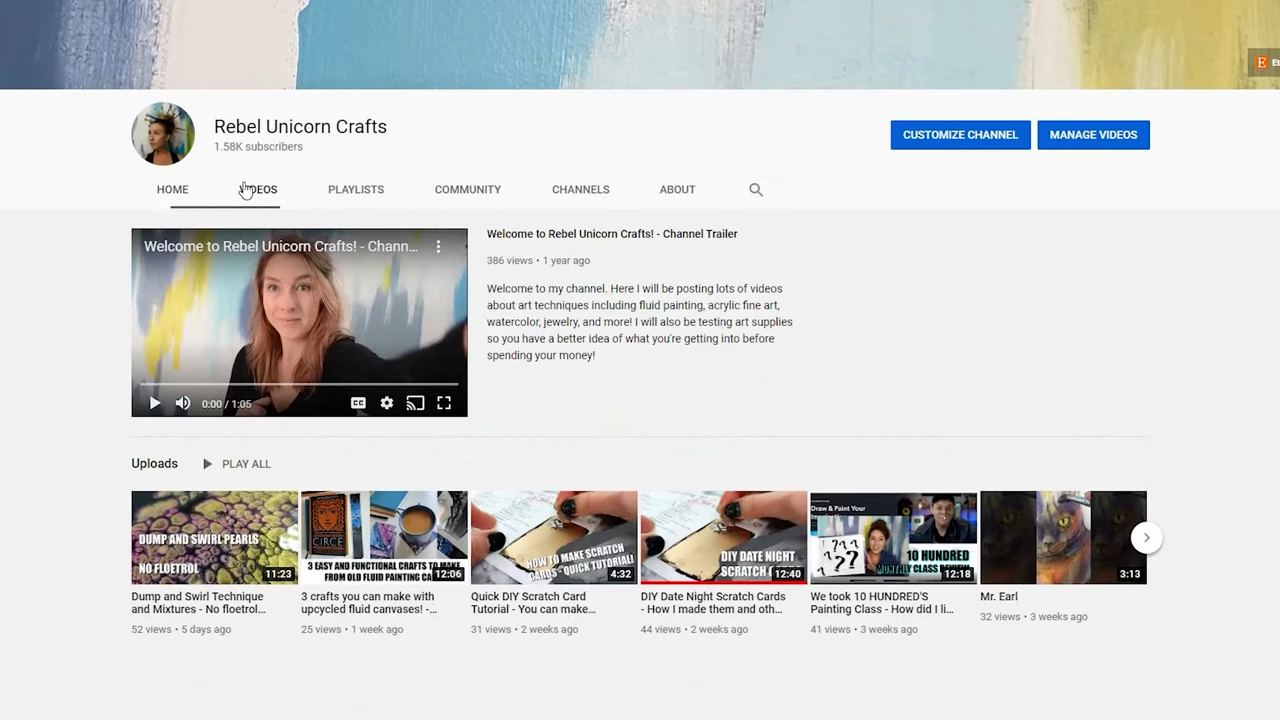 E
Rebel Unicorn Crafts
1.58K subscribers
CUSTOMIZE CHANNEL
MANAGE VIDEOS
HOME
VIDEOS
PLAYLISTS
COMMUNITY
CHANNELS
ABOUT
Welcome to Rebel Unicorn Crafts! - Chann...
0:00 / 1:05
CC
Welcome to Rebel Unicorn Crafts! - Channel Trailer
386 views • 1 year ago
Welcome to my channel. Here I will be posting lots of videos
about art techniques including fluid painting, acrylic fine art,
watercolor, jewelry, and more! I will also be testing art supplies
so you have a better idea of what you're getting into before
spending your money!
Uploads
PLAY ALL
DUMP AND SWIRL PEARLS
NO FLOETROL
11:23
Dump and Swirl Technique
and Mixtures - No floetrol...
52 views • 5 days ago
CIRCE
3 EASY AND FUNCTIONAL CRAFTS TO MAKE
FROM OLD FLUID PAINTING CA
12:06
3 crafts you can make with
upcycled fluid canvases! -...
25 views • 1 week ago
HOW TO MAKE SCRATCH
CARDS - QUICK TUTORIAL!
4:32
Quick DIY Scratch Card
Tutorial - You can make...
31 views • 2 weeks ago
DIY DATE NIGHT
SCRATCH
12:40
DIY Date Night Scratch Cards
- How I made them and oth...
44 views • 2 weeks ago
Draw & Paint Your
???
??
10 HUNDRED
MONTHLY CLASS REVIEW
12:18
We took 10 HUNDRED'S
Painting Class - How did I li...
41 views • 3 weeks ago
3:13
Mr. Earl
32 views • 3 weeks ago